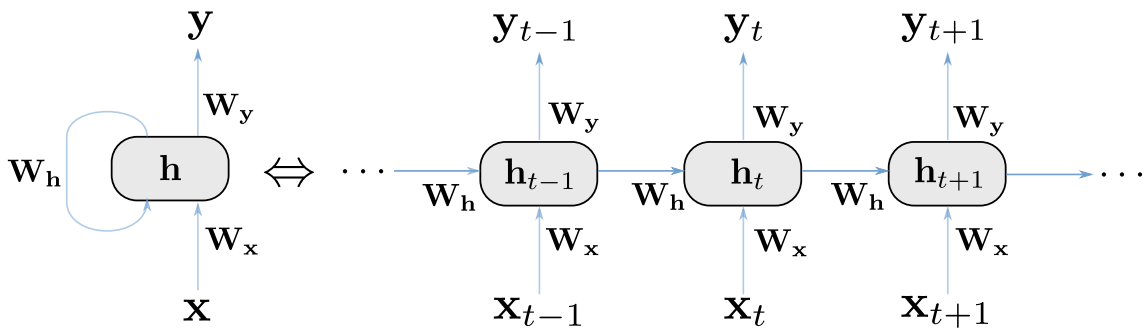 y y_{t-1} y_t y_{t+1}
W_y W_y W_y W_y
W_h h ⇔ ··· h_{t-1} h_t h_{t+1} ···
W_h W_h W_h
W_x W_x W_x W_x
x x_{t-1} x_t x_{t+1}